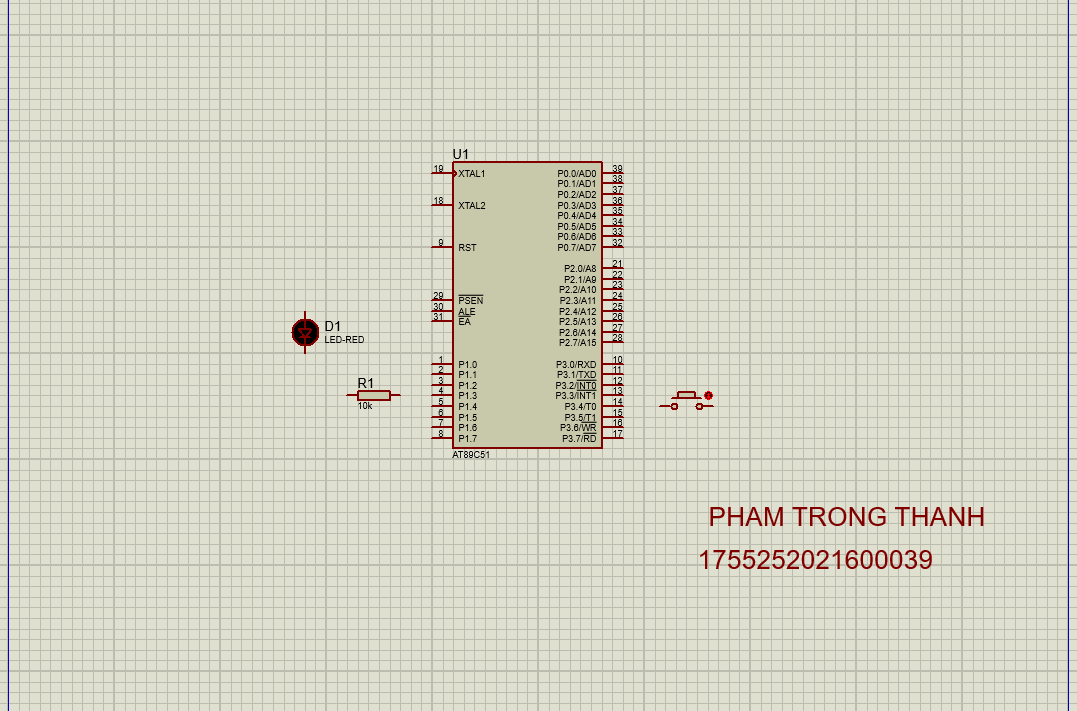 U1
19 XTAL1 P0.0/AD0 39
P0.1/AD1 38
P0.2/AD2 37
18 XTAL2 P0.3/AD3 36
P0.4/AD4 35
P0.5/AD5 34
P0.6/AD6 33
9 RST P0.7/AD7 32
P2.0/A8 21
P2.1/A9 22
P2.2/A10 23
29 PSEN P2.3/A11 24
30 ALE P2.4/A12 25
31 EA P2.5/A13 26
P2.6/A14 27
P2.7/A15 28
D1
LED-RED
1 P1.0 P3.0/RXD 10
2 P1.1 P3.1/TXD 11
3 P1.2 P3.2/INT0 12
4 P1.3 P3.3/INT1 13
5 P1.4 P3.4/T0 14
6 P1.5 P3.5/T1 15
7 P1.6 P3.6/WR 16
8 P1.7 P3.7/RD 17
R1
10k
AT89C51
PHAM TRONG THANH
1755252021600039